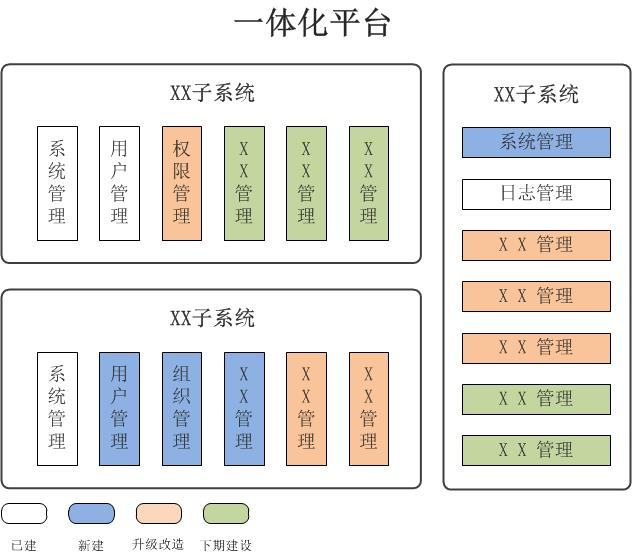 一体化平台
XX子系统
系统管理
用户管理
权限管理
XX管理
XX管理
XX管理
XX子系统
系统管理
用户管理
组织管理
XX管理
XX管理
XX管理
XX子系统
系统管理
日志管理
X X 管理
X X 管理
X X 管理
X X 管理
X X 管理
已建
新建
升级改造
下期建设